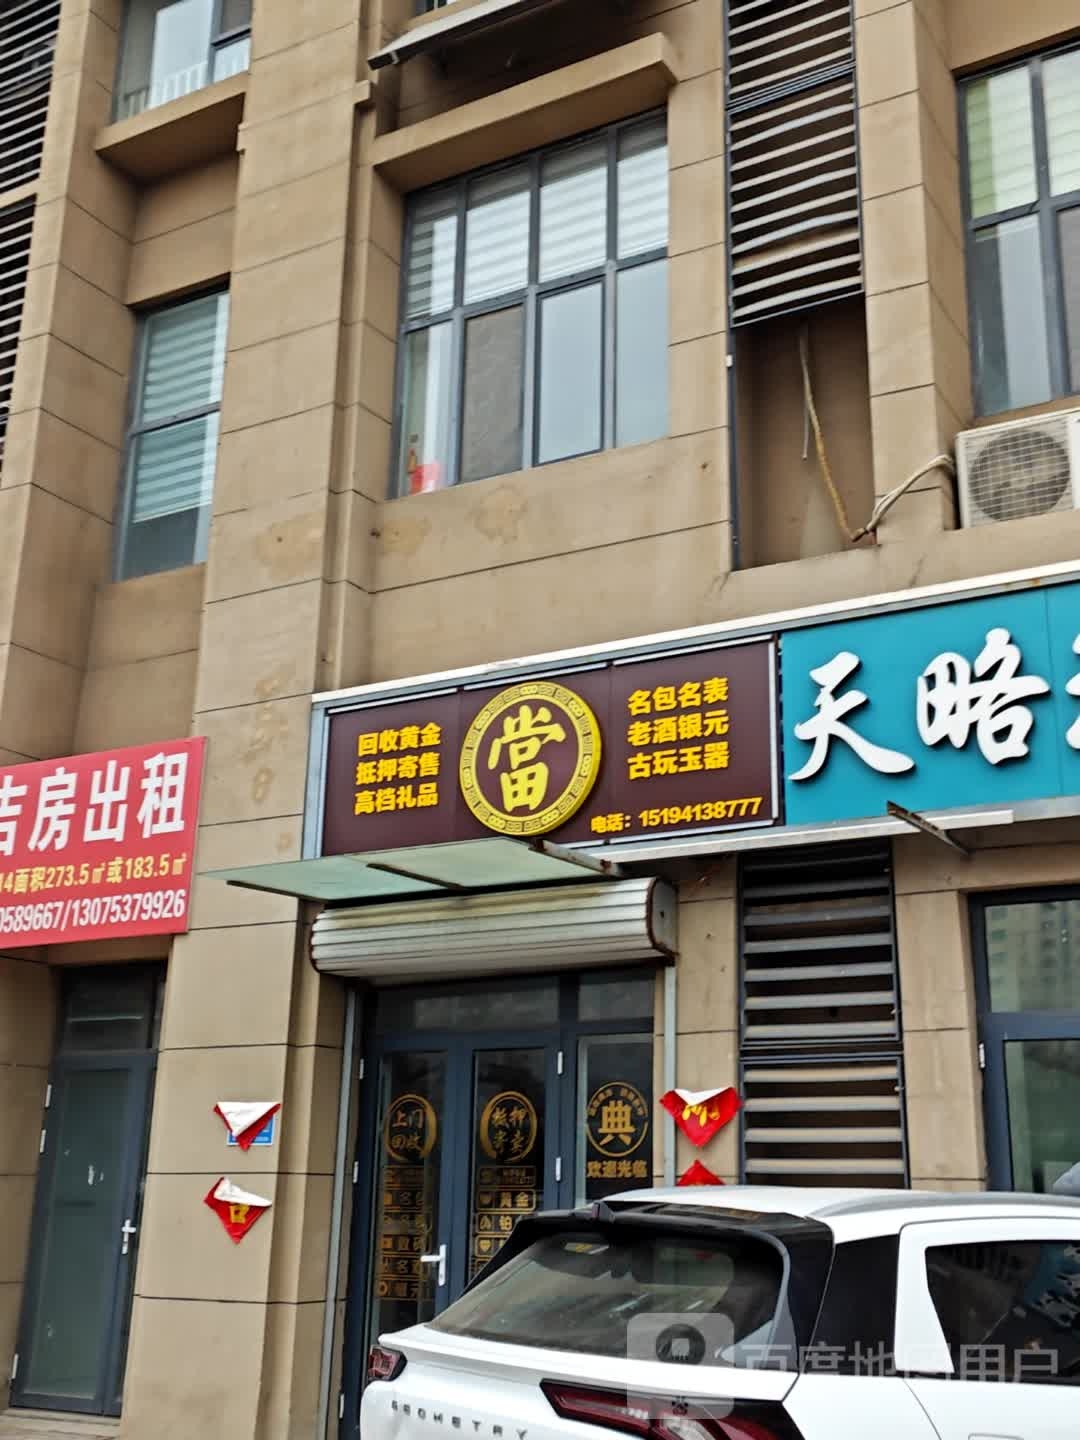 吉房出租
14面积273.5㎡或183.5㎡
0589667/13075379926
回收黄金
抵押寄售
高档礼品
當
名包名表
老酒银元
古玩玉器
电话：15194138777
天略
上门
回收
抵押
寄卖
典
欢迎光临
黄金
GEOMETRY
百度地图用户